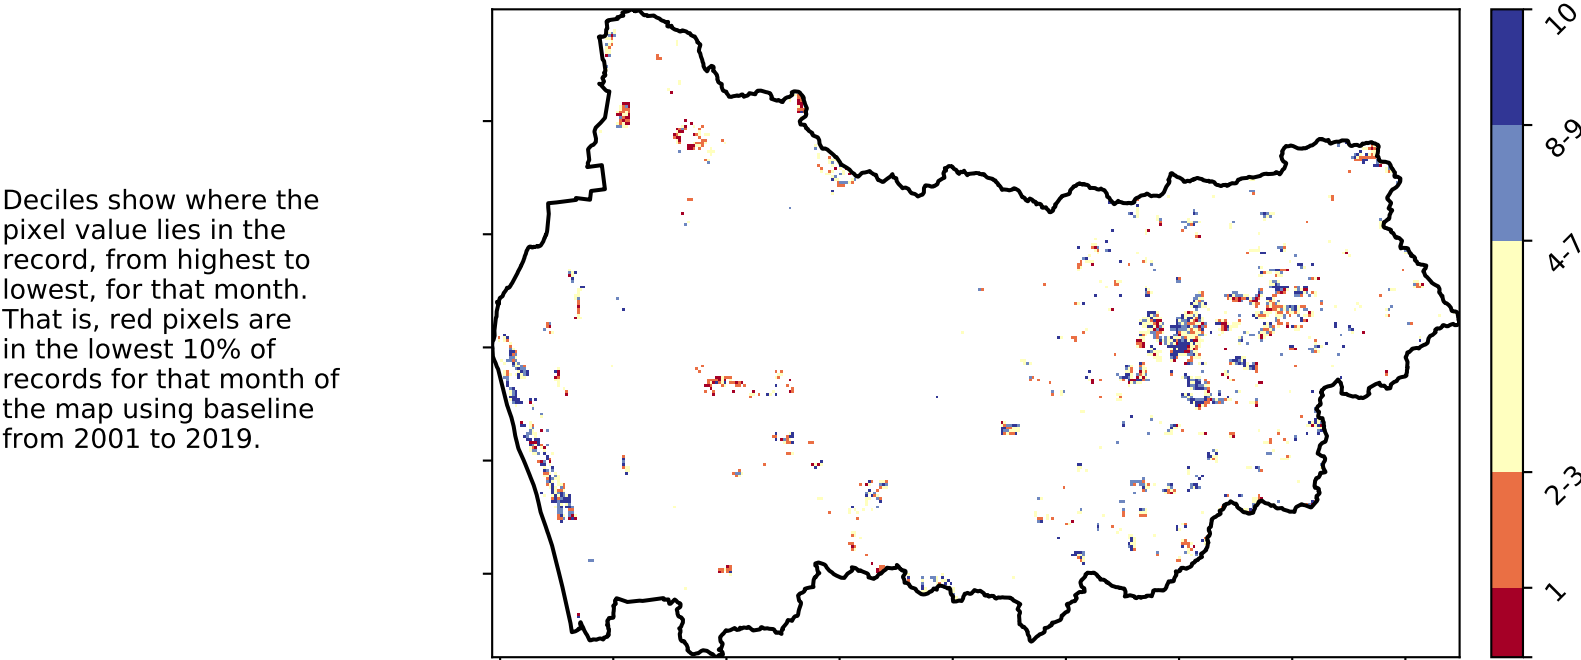 Deciles show where the
pixel value lies in the
record, from highest to
lowest, for that month.
That is, red pixels are
in the lowest 10% of
records for that month of
the map using baseline
from 2001 to 2019.
10
8-9
4-7
2-3
1